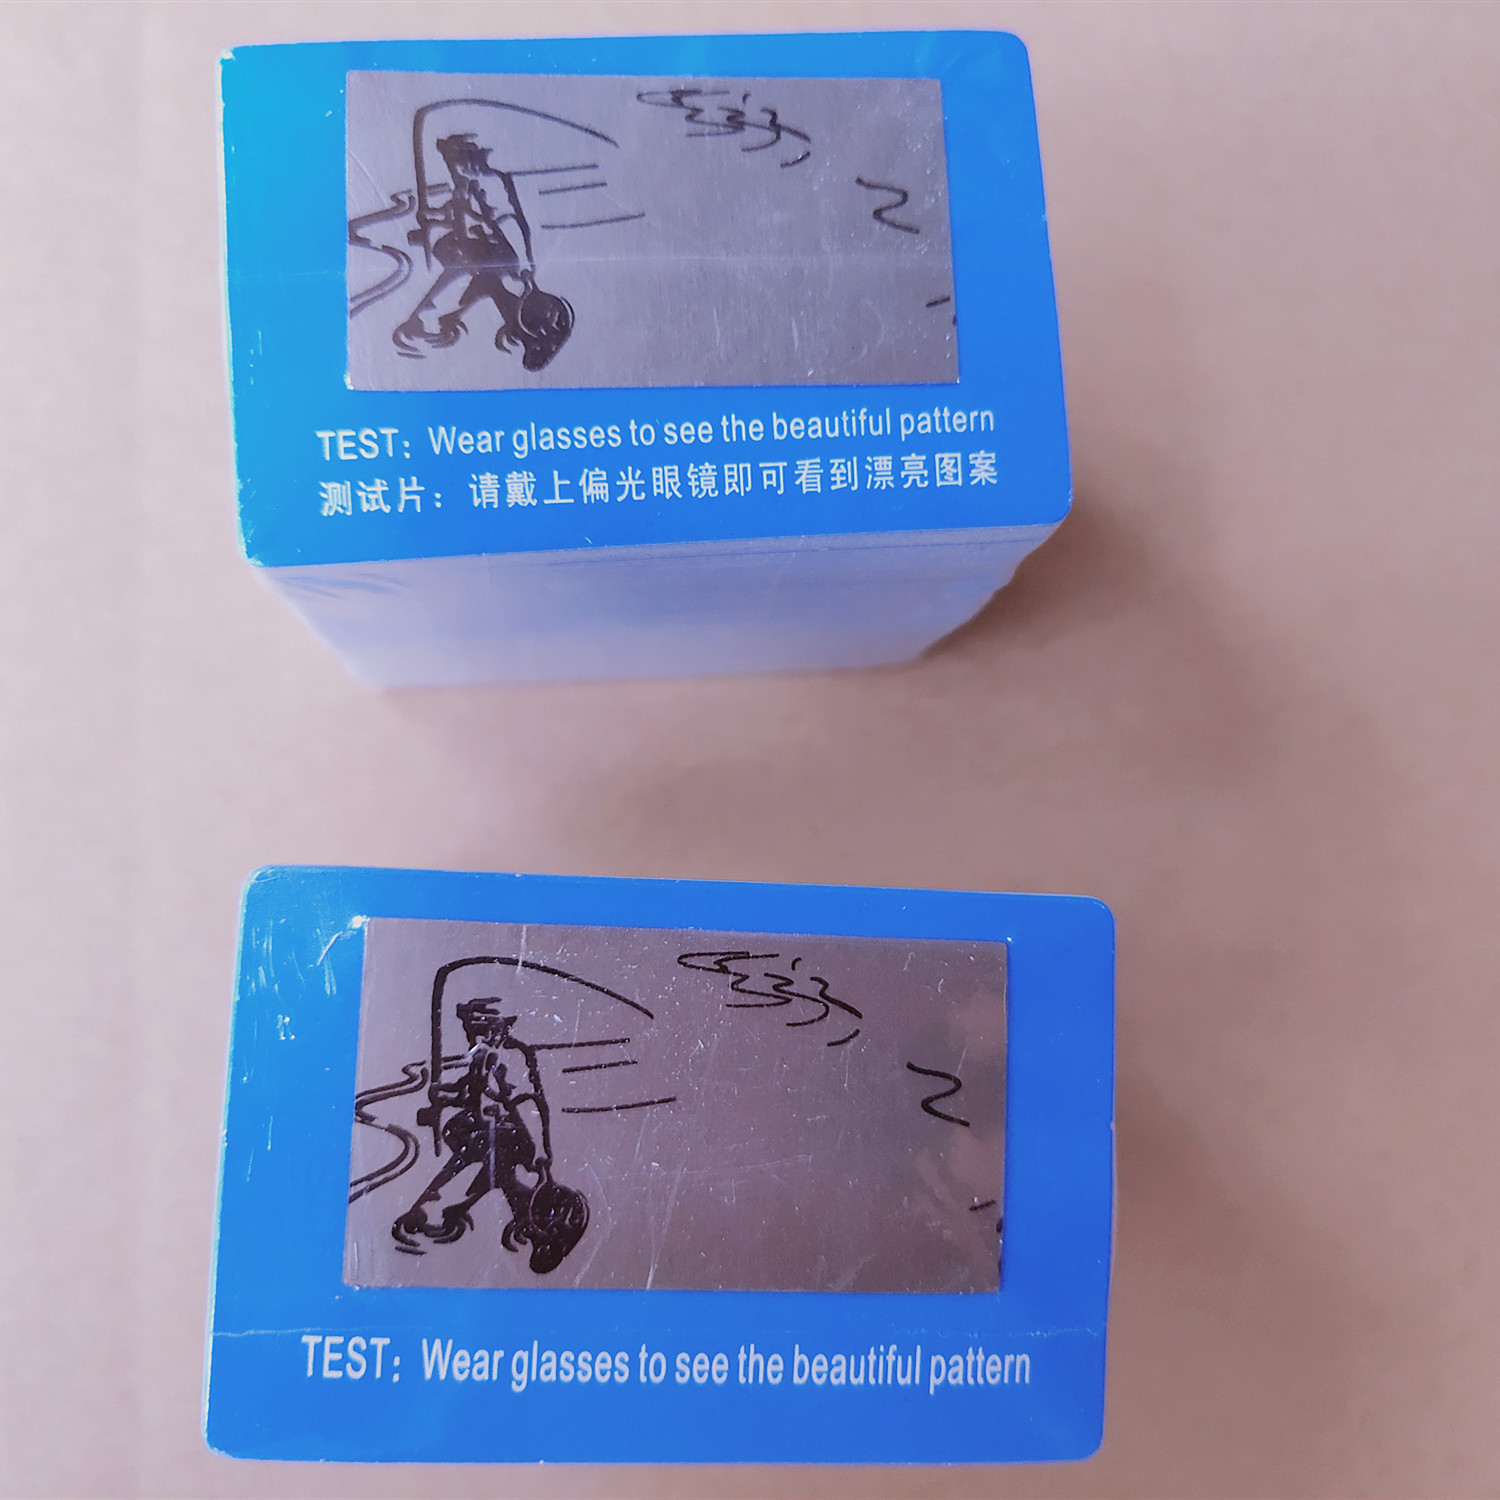 TEST: Wear glasses to see the beautiful pattern
测试片：请戴上偏光眼镜即可看到漂亮图案
TEST: Wear glasses to see the beautiful pattern